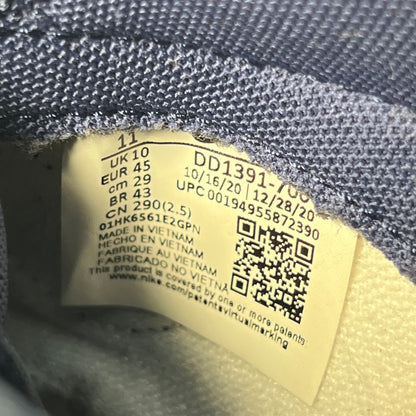 11
UK 10
EUR 45
cm 29
BR 43
CN 290(2.5)
01HK6561E2GPN
MADE IN VIETNAM
HECHO EN VIETNAM
FABRIQUE AU VIETNAM
FABRICADO NO VIETNÃ
DD1391-700
10/16/20 12/28/20
UPC 00194955872390
This product is covered by one or more patents.
www.nike.com/patentsvirtualmarking